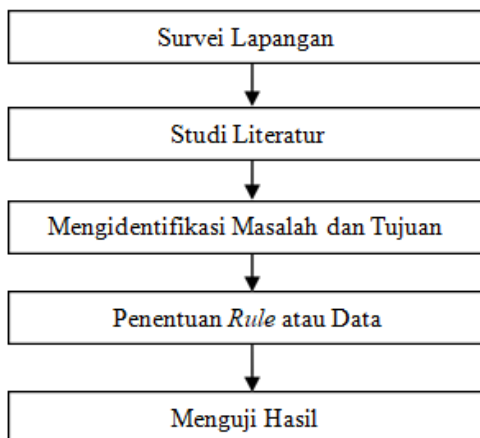 Survei Lapangan
Studi Literatur
Mengidentifikasi Masalah dan Tujuan
Penentuan Rule atau Data
Menguji Hasil